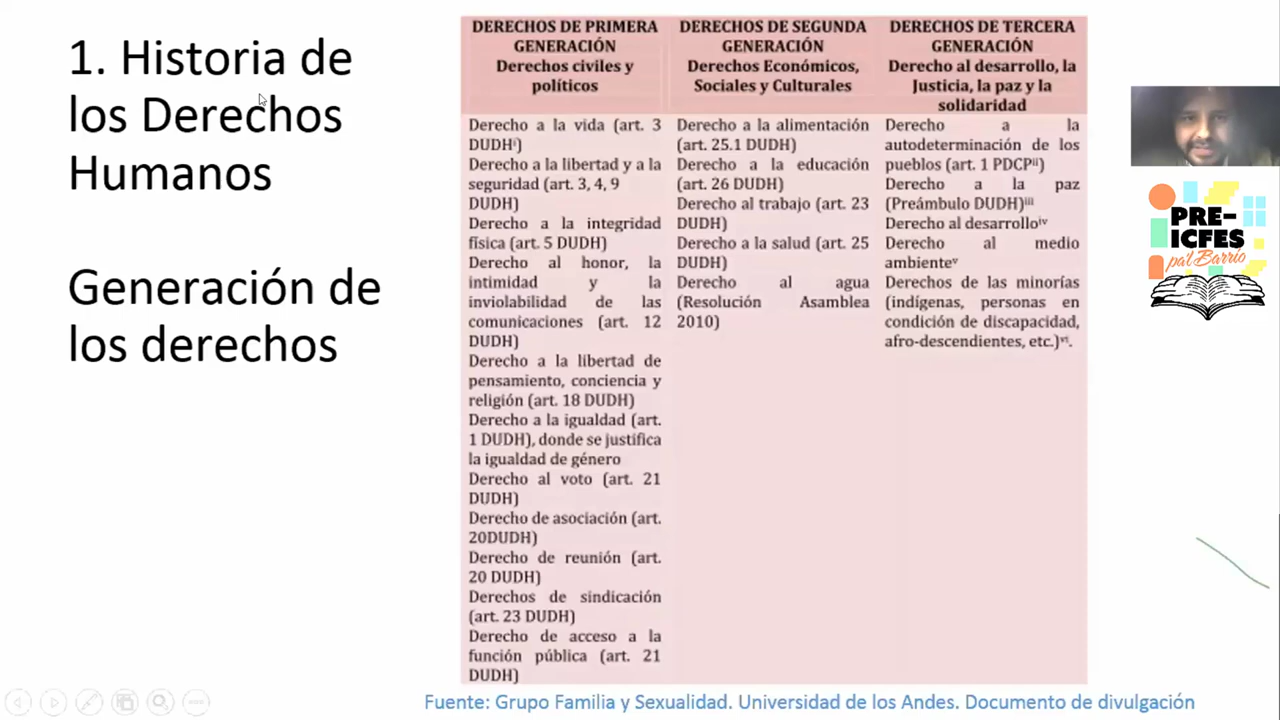 1. Historia de
los Derechos
Humanos
Generación de
los derechos
DERECHOS DE PRIMERA
GENERACIÓN
Derechos civiles y
políticos
Derecho a la vida (art. 3
DUDHⁱ)
Derecho a la libertad y a la
seguridad (art. 3, 4, 9
DUDH)
Derecho a la integridad
física (art. 5 DUDH)
Derecho al honor, la
intimidad y la
inviolabilidad de las
comunicaciones (art. 12
DUDH)
Derecho a la libertad de
pensamiento, conciencia y
religión (art. 18 DUDH)
Derecho a la igualdad (art.
1 DUDH), donde se justifica
la igualdad de género
Derecho al voto (art. 21
DUDH)
Derecho de asociación (art.
20DUDH)
Derecho de reunión (art.
20 DUDH)
Derechos de sindicación
(art. 23 DUDH)
Derecho de acceso a la
función pública (art. 21
DUDH)
DERECHOS DE SEGUNDA
GENERACIÓN
Derechos Económicos,
Sociales y Culturales
Derecho a la alimentación
(art. 25.1 DUDH)
Derecho a la educación
(art. 26 DUDH)
Derecho al trabajo (art. 23
DUDH)
Derecho a la salud (art. 25
DUDH)
Derecho al agua
(Resolución Asamblea
2010)
DERECHOS DE TERCERA
GENERACIÓN
Derecho al desarrollo, la
Justicia, la paz y la
solidaridad
Derecho a la
autodeterminación de los
pueblos (art. 1 PDCPⁱⁱ)
Derecho a la paz
(Preámbulo DUDH)ⁱⁱⁱ
Derecho al desarrolloⁱᵛ
Derecho al medio
ambienteᵛ
Derechos de las minorías
(indígenas, personas en
condición de discapacidad,
afro-descendientes, etc.)ᵛⁱ.
PRE-
ICFES
pa'l Barrio
Fuente: Grupo Familia y Sexualidad. Universidad de los Andes. Documento de divulgación